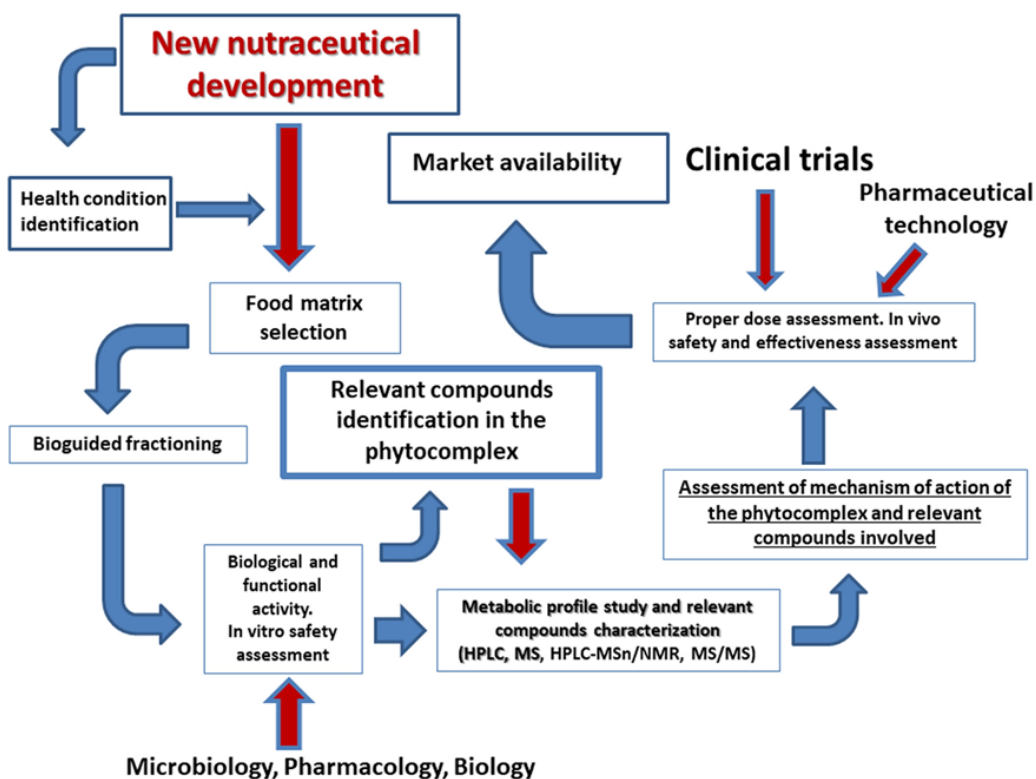 New nutraceutical
development
Health condition
identification
Market availability
Clinical trials
Pharmaceutical
technology
Food matrix
selection
Proper dose assessment. In vivo
safety and effectiveness assessment
Relevant compounds
identification in the
phytocomplex
Bioguided fractioning
Assessment of mechanism of action of
the phytocomplex and relevant
compounds involved
Biological and
functional
activity.
In vitro safety
assessment
Metabolic profile study and relevant
compounds characterization
(HPLC, MS, HPLC-MSn/NMR, MS/MS)
Microbiology, Pharmacology, Biology